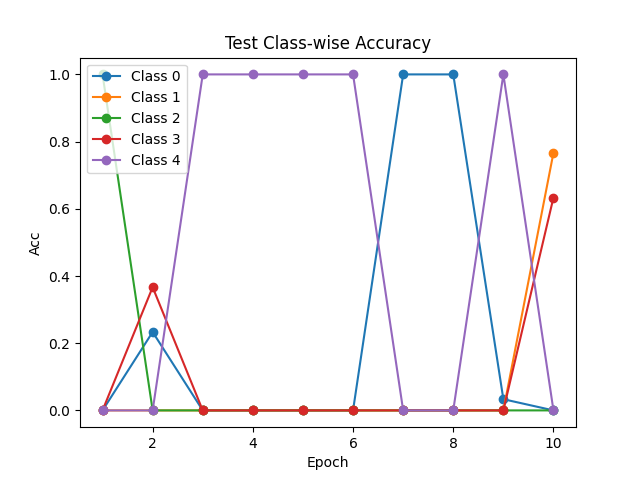 Test Class-wise Accuracy
1.0
0.8
0.6
0.4
0.2
0.0
Acc
Class 0
Class 1
Class 2
Class 3
Class 4
2 4 6 8 10
Epoch